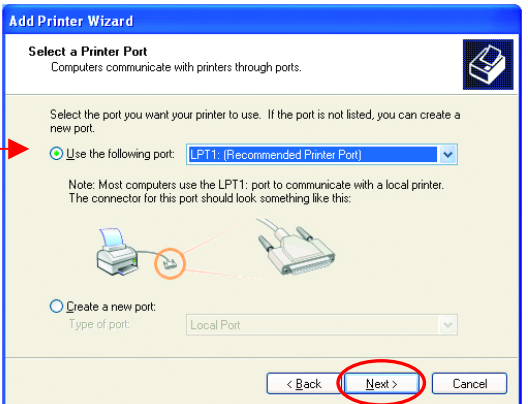 Add Printer Wizard
Select a Printer Port
Computers communicate with printers through ports.
Select the port you want your printer to use. If the port is not listed, you can create a
new port.
Use the following port: LPT1: (Recommended Printer Port)
Note: Most computers use the LPT1: port to communicate with a local printer.
The connector for this port should look something like this:
Create a new port:
Type of port: Local Port
< Back Next > Cancel